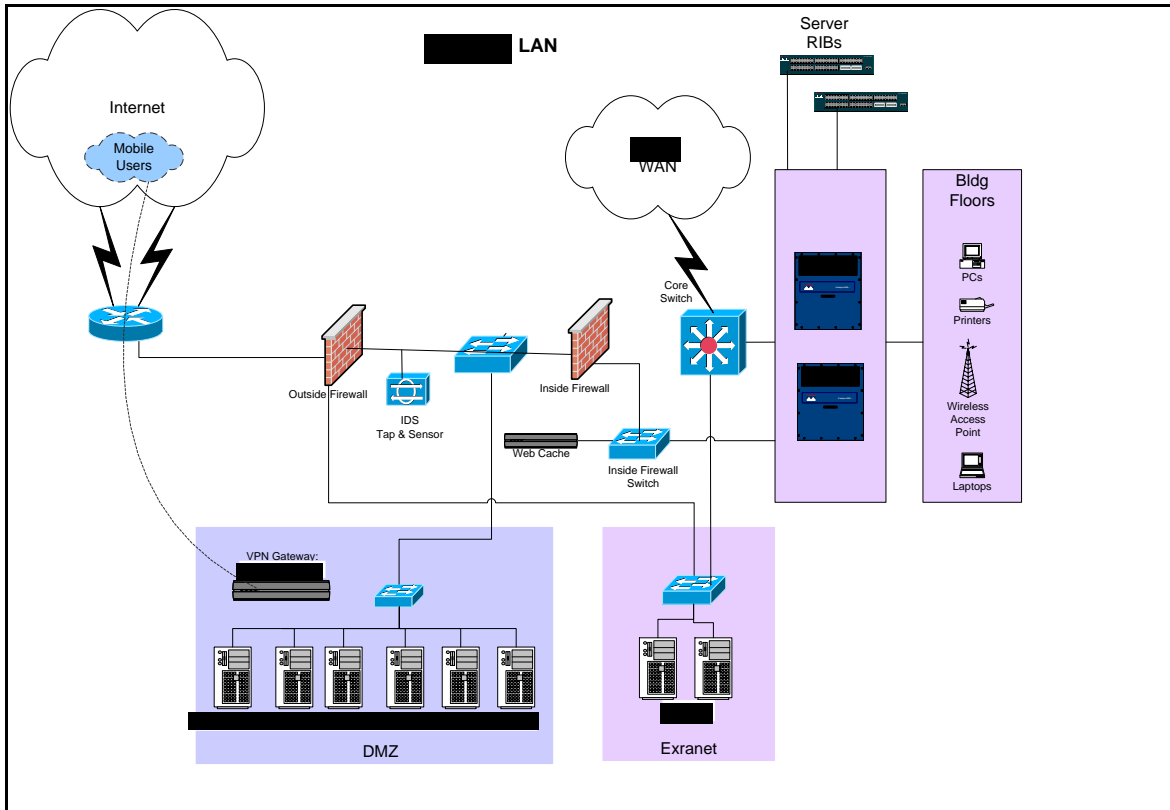 LAN
Server
RIBs
Internet
Mobile
Users
WAN
Bldg
Floors
PCs
Core
Switch
Printers
Outside Firewall
Inside Firewall
IDS
Tap & Sensor
Wireless
Access
Point
Web Cache
Inside Firewall
Switch
Laptops
VPN Gateway:
DMZ
Exranet